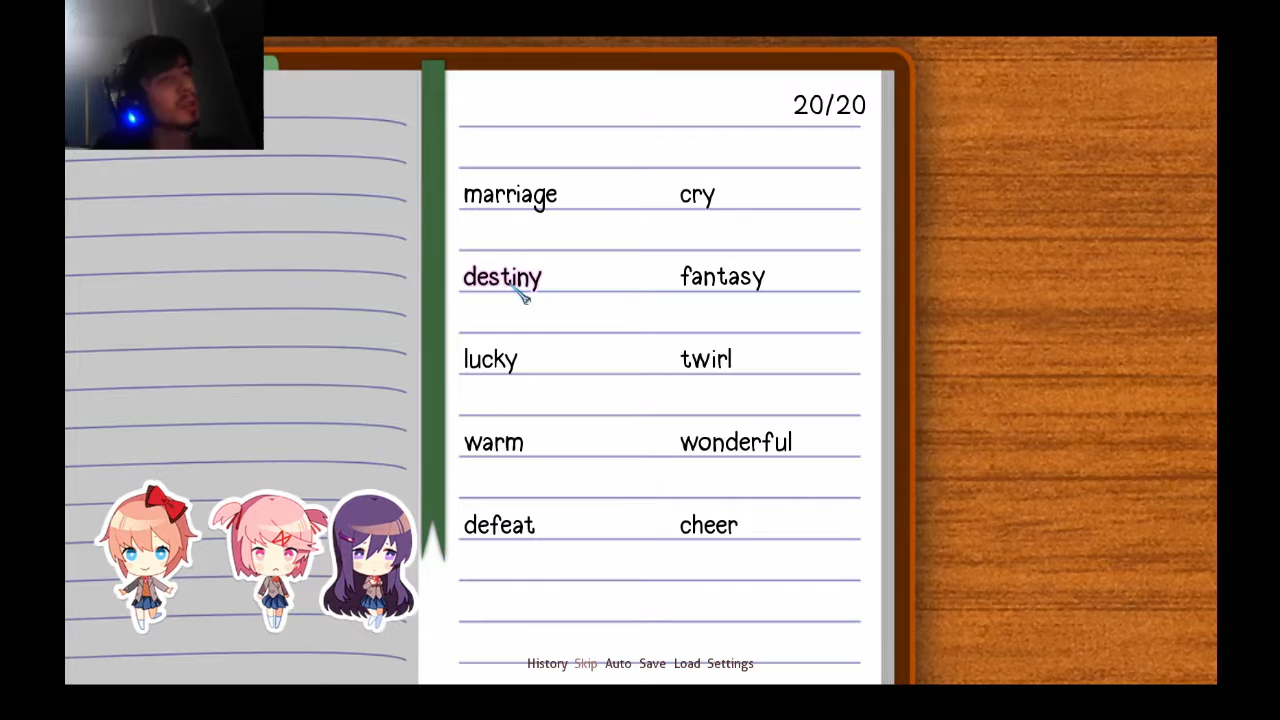 20/20
marriage cry
destiny fantasy
lucky twirl
warm wonderful
defeat cheer
History Skip Auto Save Load Settings